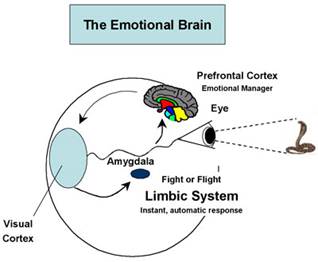 The Emotional Brain
Prefrontal Cortex
Emotional Manager
Eye
Amygdala
Fight or Flight
Limbic System
Instant, automatic response
Visual
Cortex